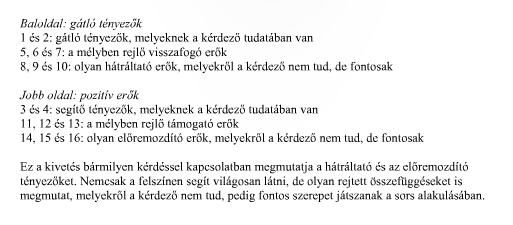 Baloldal: gátló tényezők
1 és 2: gátló tényezők, melyeknek a kérdező tudatában van
5, 6 és 7: a mélyben rejlő visszafogó erők
8, 9 és 10: olyan hátráltató erők, melyekről a kérdező nem tud, de fontosak
Jobb oldal: pozitív erők
3 és 4: segítő tényezők, melyeknek a kérdező tudatában van
11, 12 és 13: a mélyben rejlő támogató erők
14, 15 és 16: olyan előremozdító erők, melyekről a kérdező nem tud, de fontosak
Ez a kivetés bármilyen kérdéssel kapcsolatban megmutatja a hátráltató és az előremozdító
tényezőket. Nemcsak a felszínen segít világosan látni, de olyan rejtett összefüggéseket is
megmutat, melyekről a kérdező nem tud, pedig fontos szerepet játszanak a sors alakulásában.